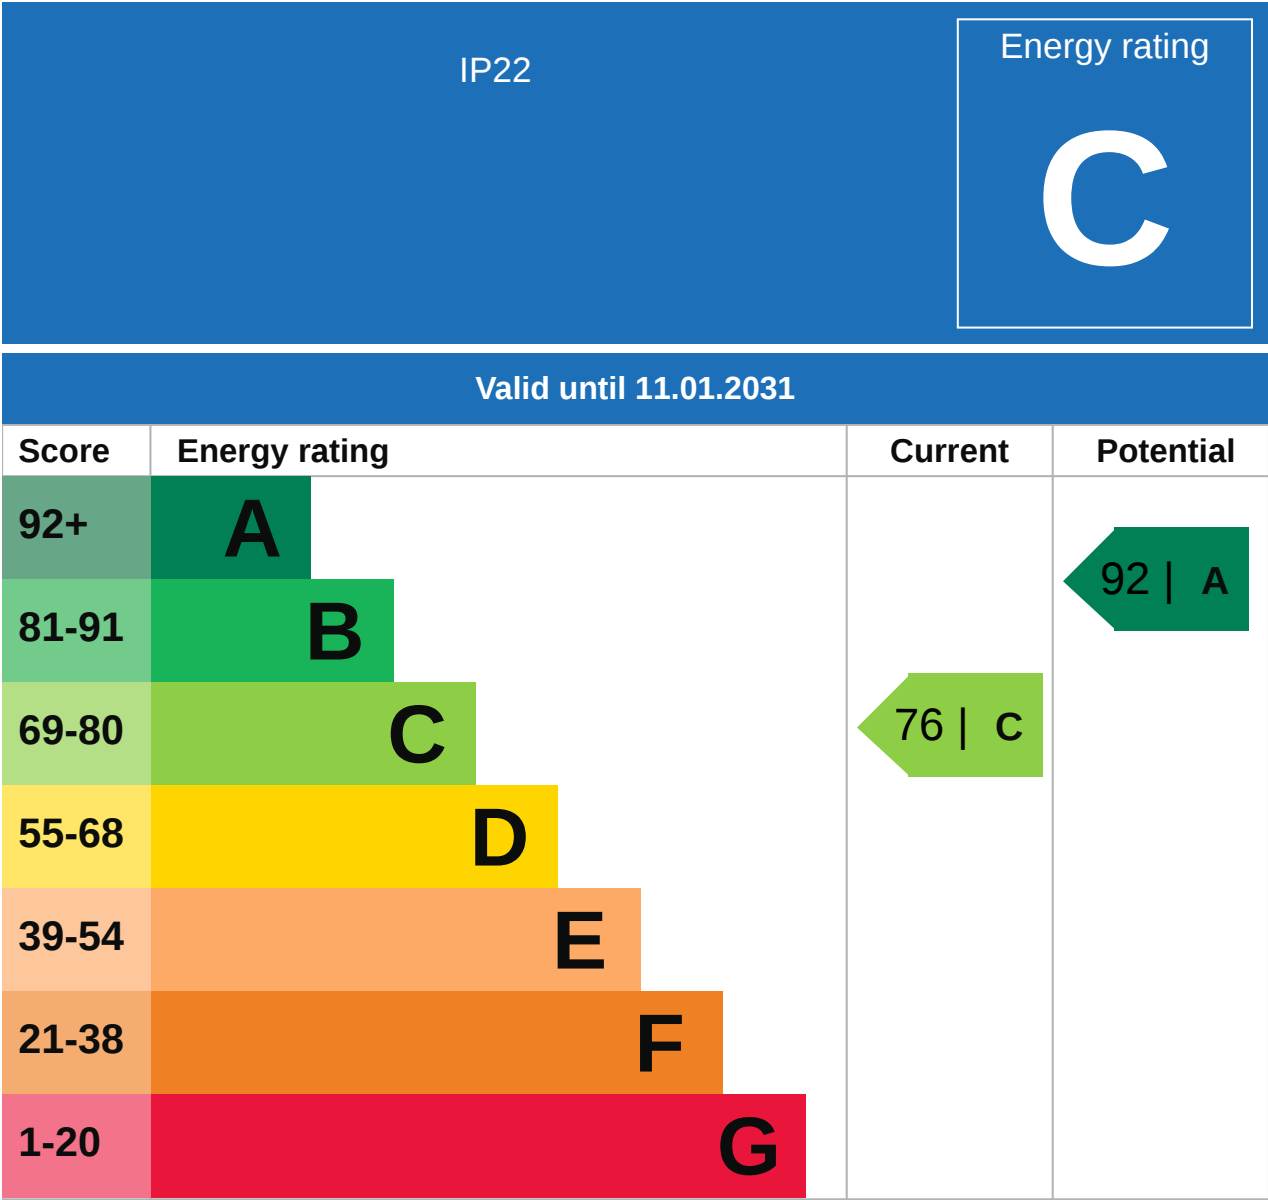 IP22
Energy rating
C
Valid until 11.01.2031
Score Energy rating Current Potential
92+ A
92 | A
81-91 B
69-80 C
76 | C
55-68 D
39-54 E
21-38 F
1-20 G